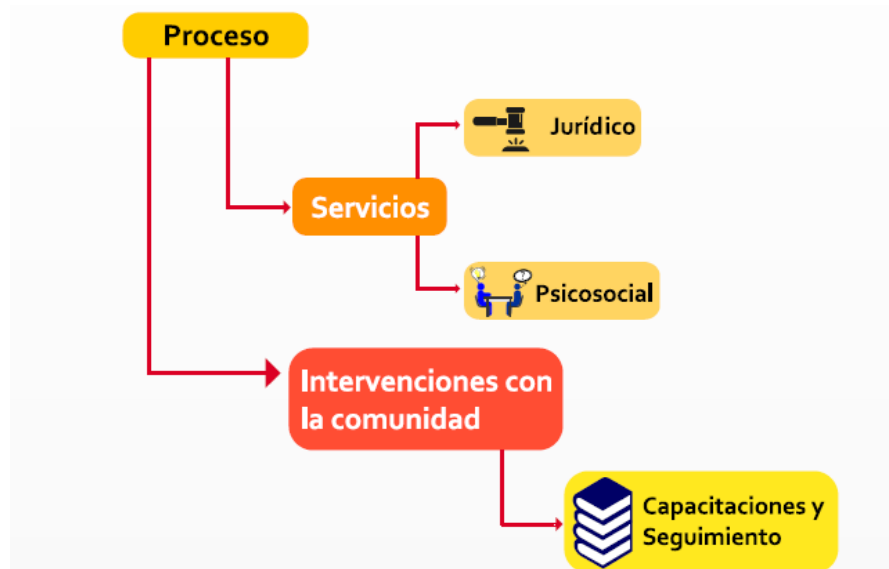 Proceso
Jurídico
Servicios
Psicosocial
Intervenciones con
la comunidad
Capacitaciones y
Seguimiento